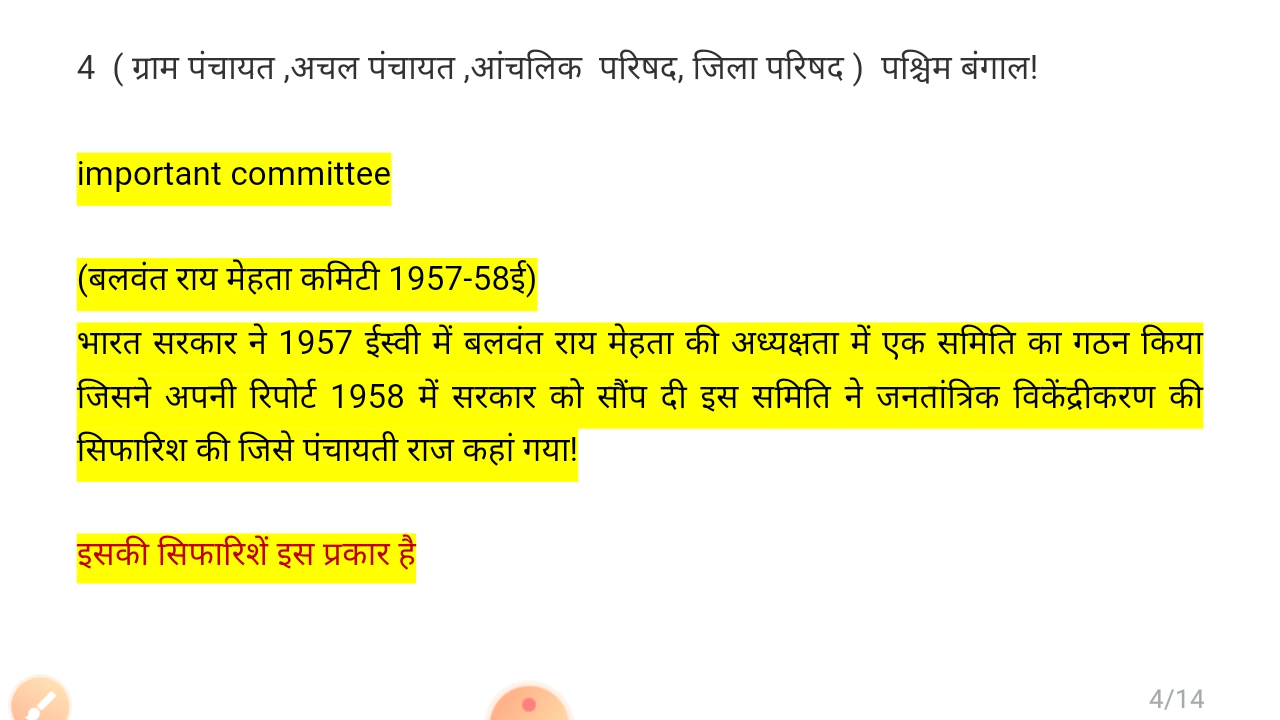 4 ( ग्राम पंचायत ,अचल पंचायत ,आंचलिक परिषद, जिला परिषद ) पश्चिम बंगाल!
important committee
(बलवंत राय मेहता कमिटी 1957-58ई)
भारत सरकार ने 1957 ईस्वी में बलवंत राय मेहता की अध्यक्षता में एक समिति का गठन किया
जिसने अपनी रिपोर्ट 1958 में सरकार को सौंप दी इस समिति ने जनतांत्रिक विकेंद्रीकरण की
सिफारिश की जिसे पंचायती राज कहां गया!
इसकी सिफारिशें इस प्रकार है
4/14